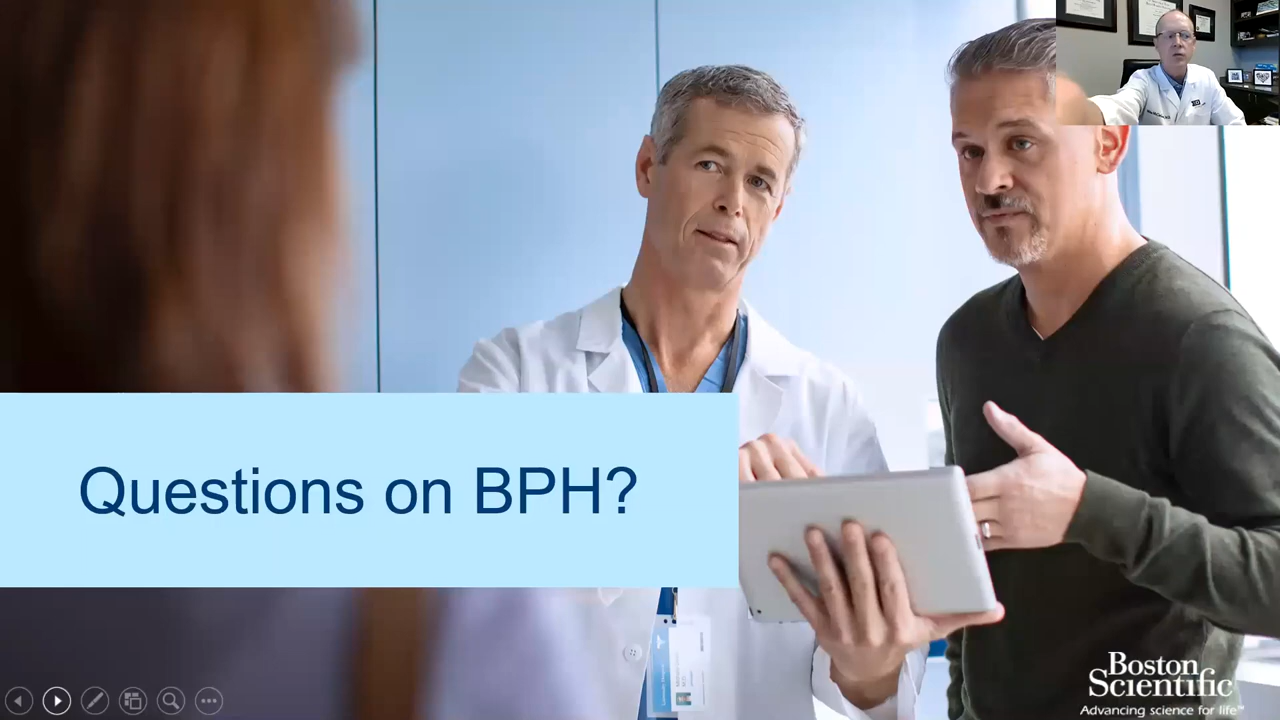 Questions on BPH?
Boston
Scientific
Advancing science for life™